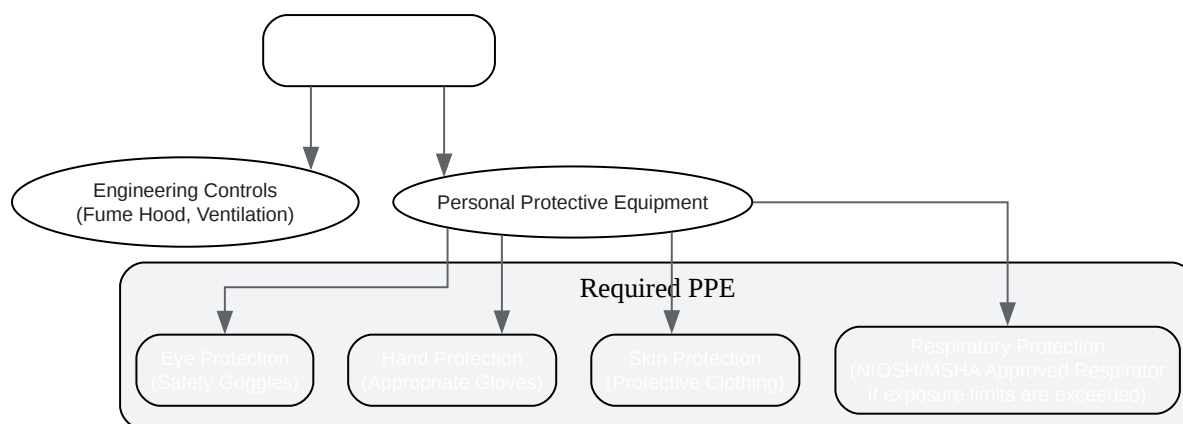 Engineering Controls
(Fume Hood, Ventilation)
Personal Protective Equipment
Required PPE
Eye Protection
(Safety Goggles)
Hand Protection
(Appropriate Gloves)
Skin Protection
(Protective Clothing)
Respiratory Protection
(NIOSH/MSHA Approved Respirator
if exposure limits are exceeded)